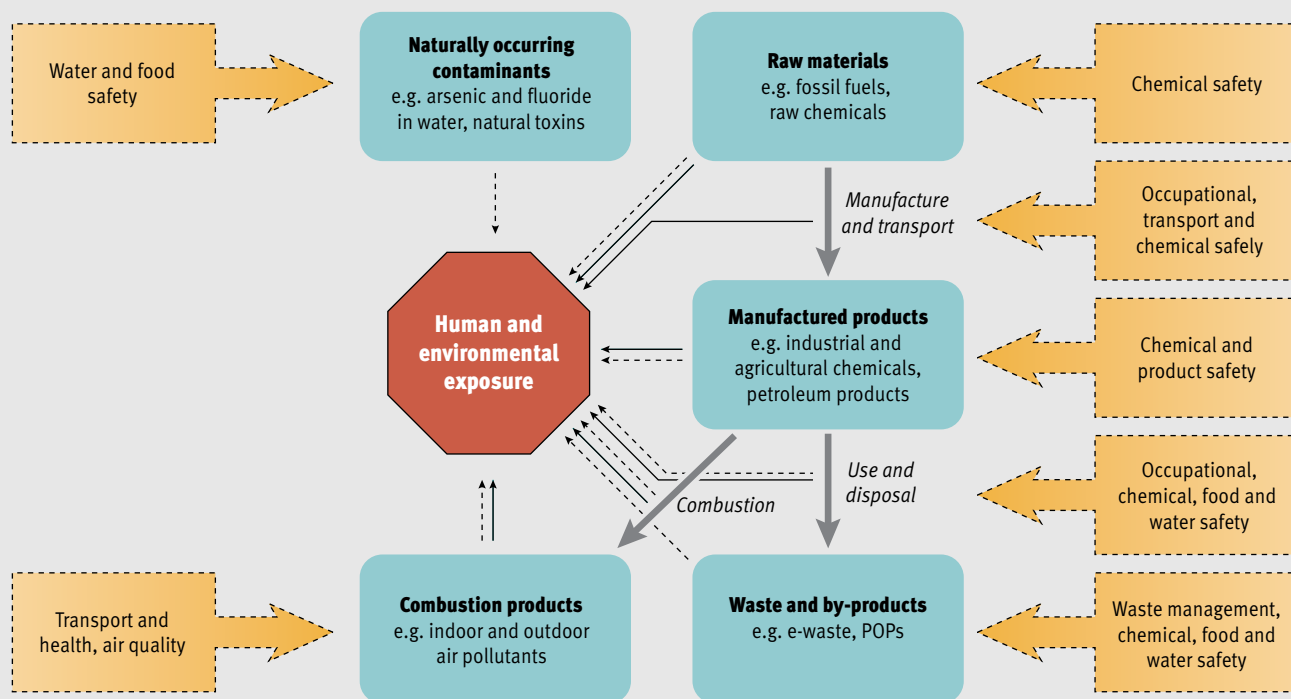 Water and food
safety
Naturally occurring
contaminants
e.g. arsenic and fluoride
in water, natural toxins
Raw materials
e.g. fossil fuels,
raw chemicals
Chemical safety
Manufacture
and transport
Occupational,
transport and
chemical safely
Human and
environmental
exposure
Manufactured products
e.g. industrial and
agricultural chemicals,
petroleum products
Chemical and
product safety
Combustion
Use and
disposal
Occupational,
chemical, food and
water safety
Transport and
health, air quality
Combustion products
e.g. indoor and outdoor
air pollutants
Waste and by-products
e.g. e-waste, POPs
Waste management,
chemical, food and
water safety